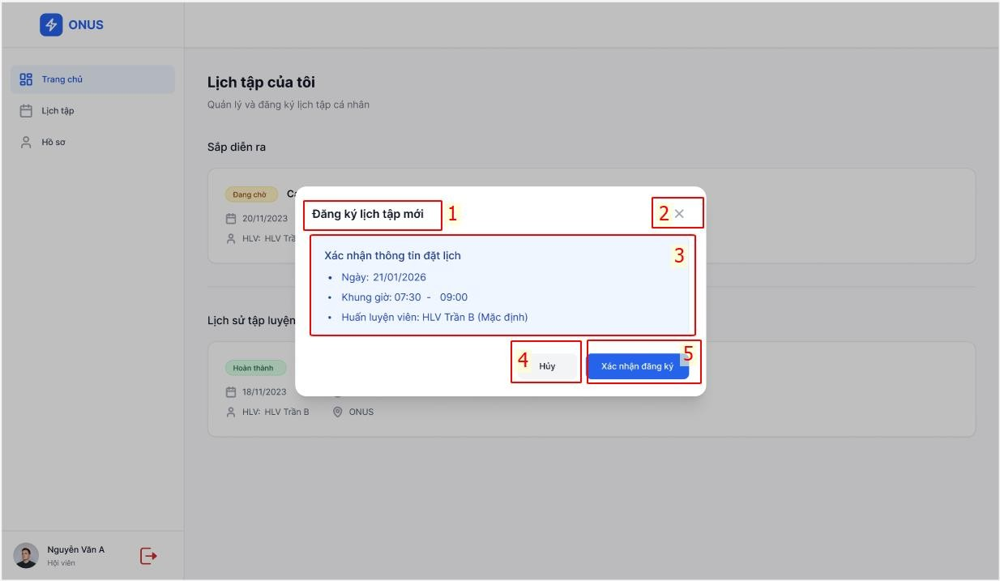 ONUS
Trang chủ
Lịch tập
Hồ sơ
Lịch tập của tôi
Quản lý và đăng ký lịch tập cá nhân
Sắp diễn ra
Đang chờ
20/11/2023
HLV: HLV
Đăng ký lịch tập mới 1
2
Xác nhận thông tin đặt lịch 3
• Ngày: 21/01/2026
• Khung giờ: 07:30 - 09:00
• Huấn luyện viên: HLV Trần B (Mặc định)
4 Hủy
5 Xác nhận đăng ký
Lịch sử tập luyện
Hoàn thành
18/11/2023
HLV: HLV Trần B ONUS
Nguyễn Văn A
Hội viên